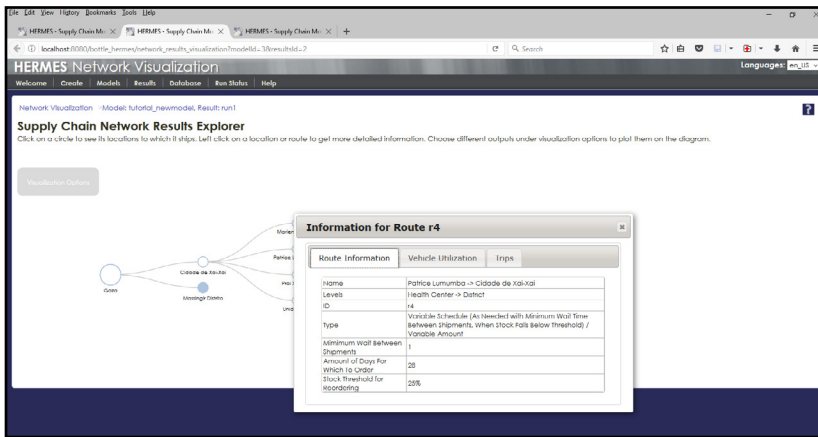 File Edit View History Bookmarks Tools Help
HERMES - Supply Chain Mo
HERMES - Supply Chain Mo
HERMES - Supply Chain Mo
localhost:8080/bottle_hermes/network_results_visualization?modelId=3&resultsId=2
Search
HERMES Network Visualization
Languages: en_US
Welcome Create Models Results Database Run Status Help
Network Visualization Model: tutorial_newmodel, Result: run1
?
Supply Chain Network Results Explorer
Click on a circle to see its locations to which it ships. Left click on a location or route to get more detailed information. Choose different outputs under visualization options to plot them on the diagram.
Visualization Options
Patrice
Cidade de Xai-Xai
Massingir Distrito
Information for Route r4
Route Information Vehicle Utilization Trips
Name Patrice Lumumba -> Cidade de Xai-Xai
Levels Health Center -> District
ID r4
Type Variable Schedule (As Needed with Minimum Wait Time
Between Shipments, When Stock Falls Below Threshold) /
Variable Amount
Mimimum Wait Between
Shipments 1
Amount of Days For
Which To Order 28
Stock Threshold for
Reordering 25%